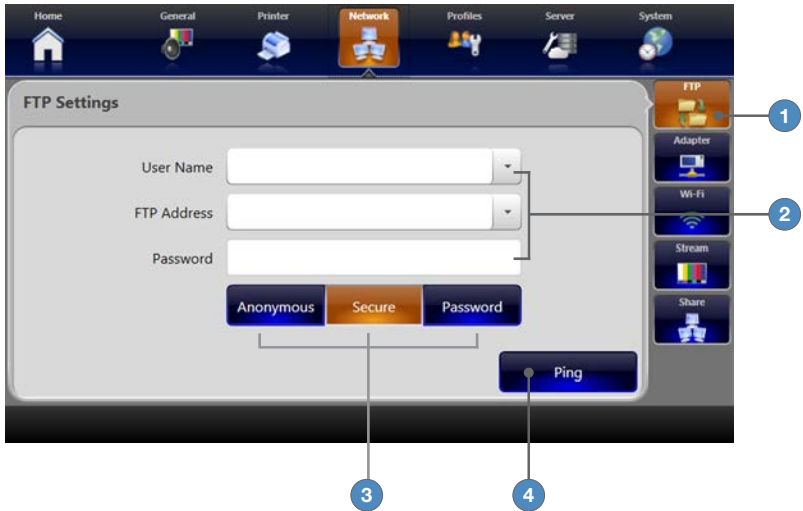 Home General Printer Network Profiles Server System
FTP Settings
FTP
1
Adapter
User Name
Wi-Fi
FTP Address
2
Password
Stream
Anonymous Secure Password
Share
Ping
3 4